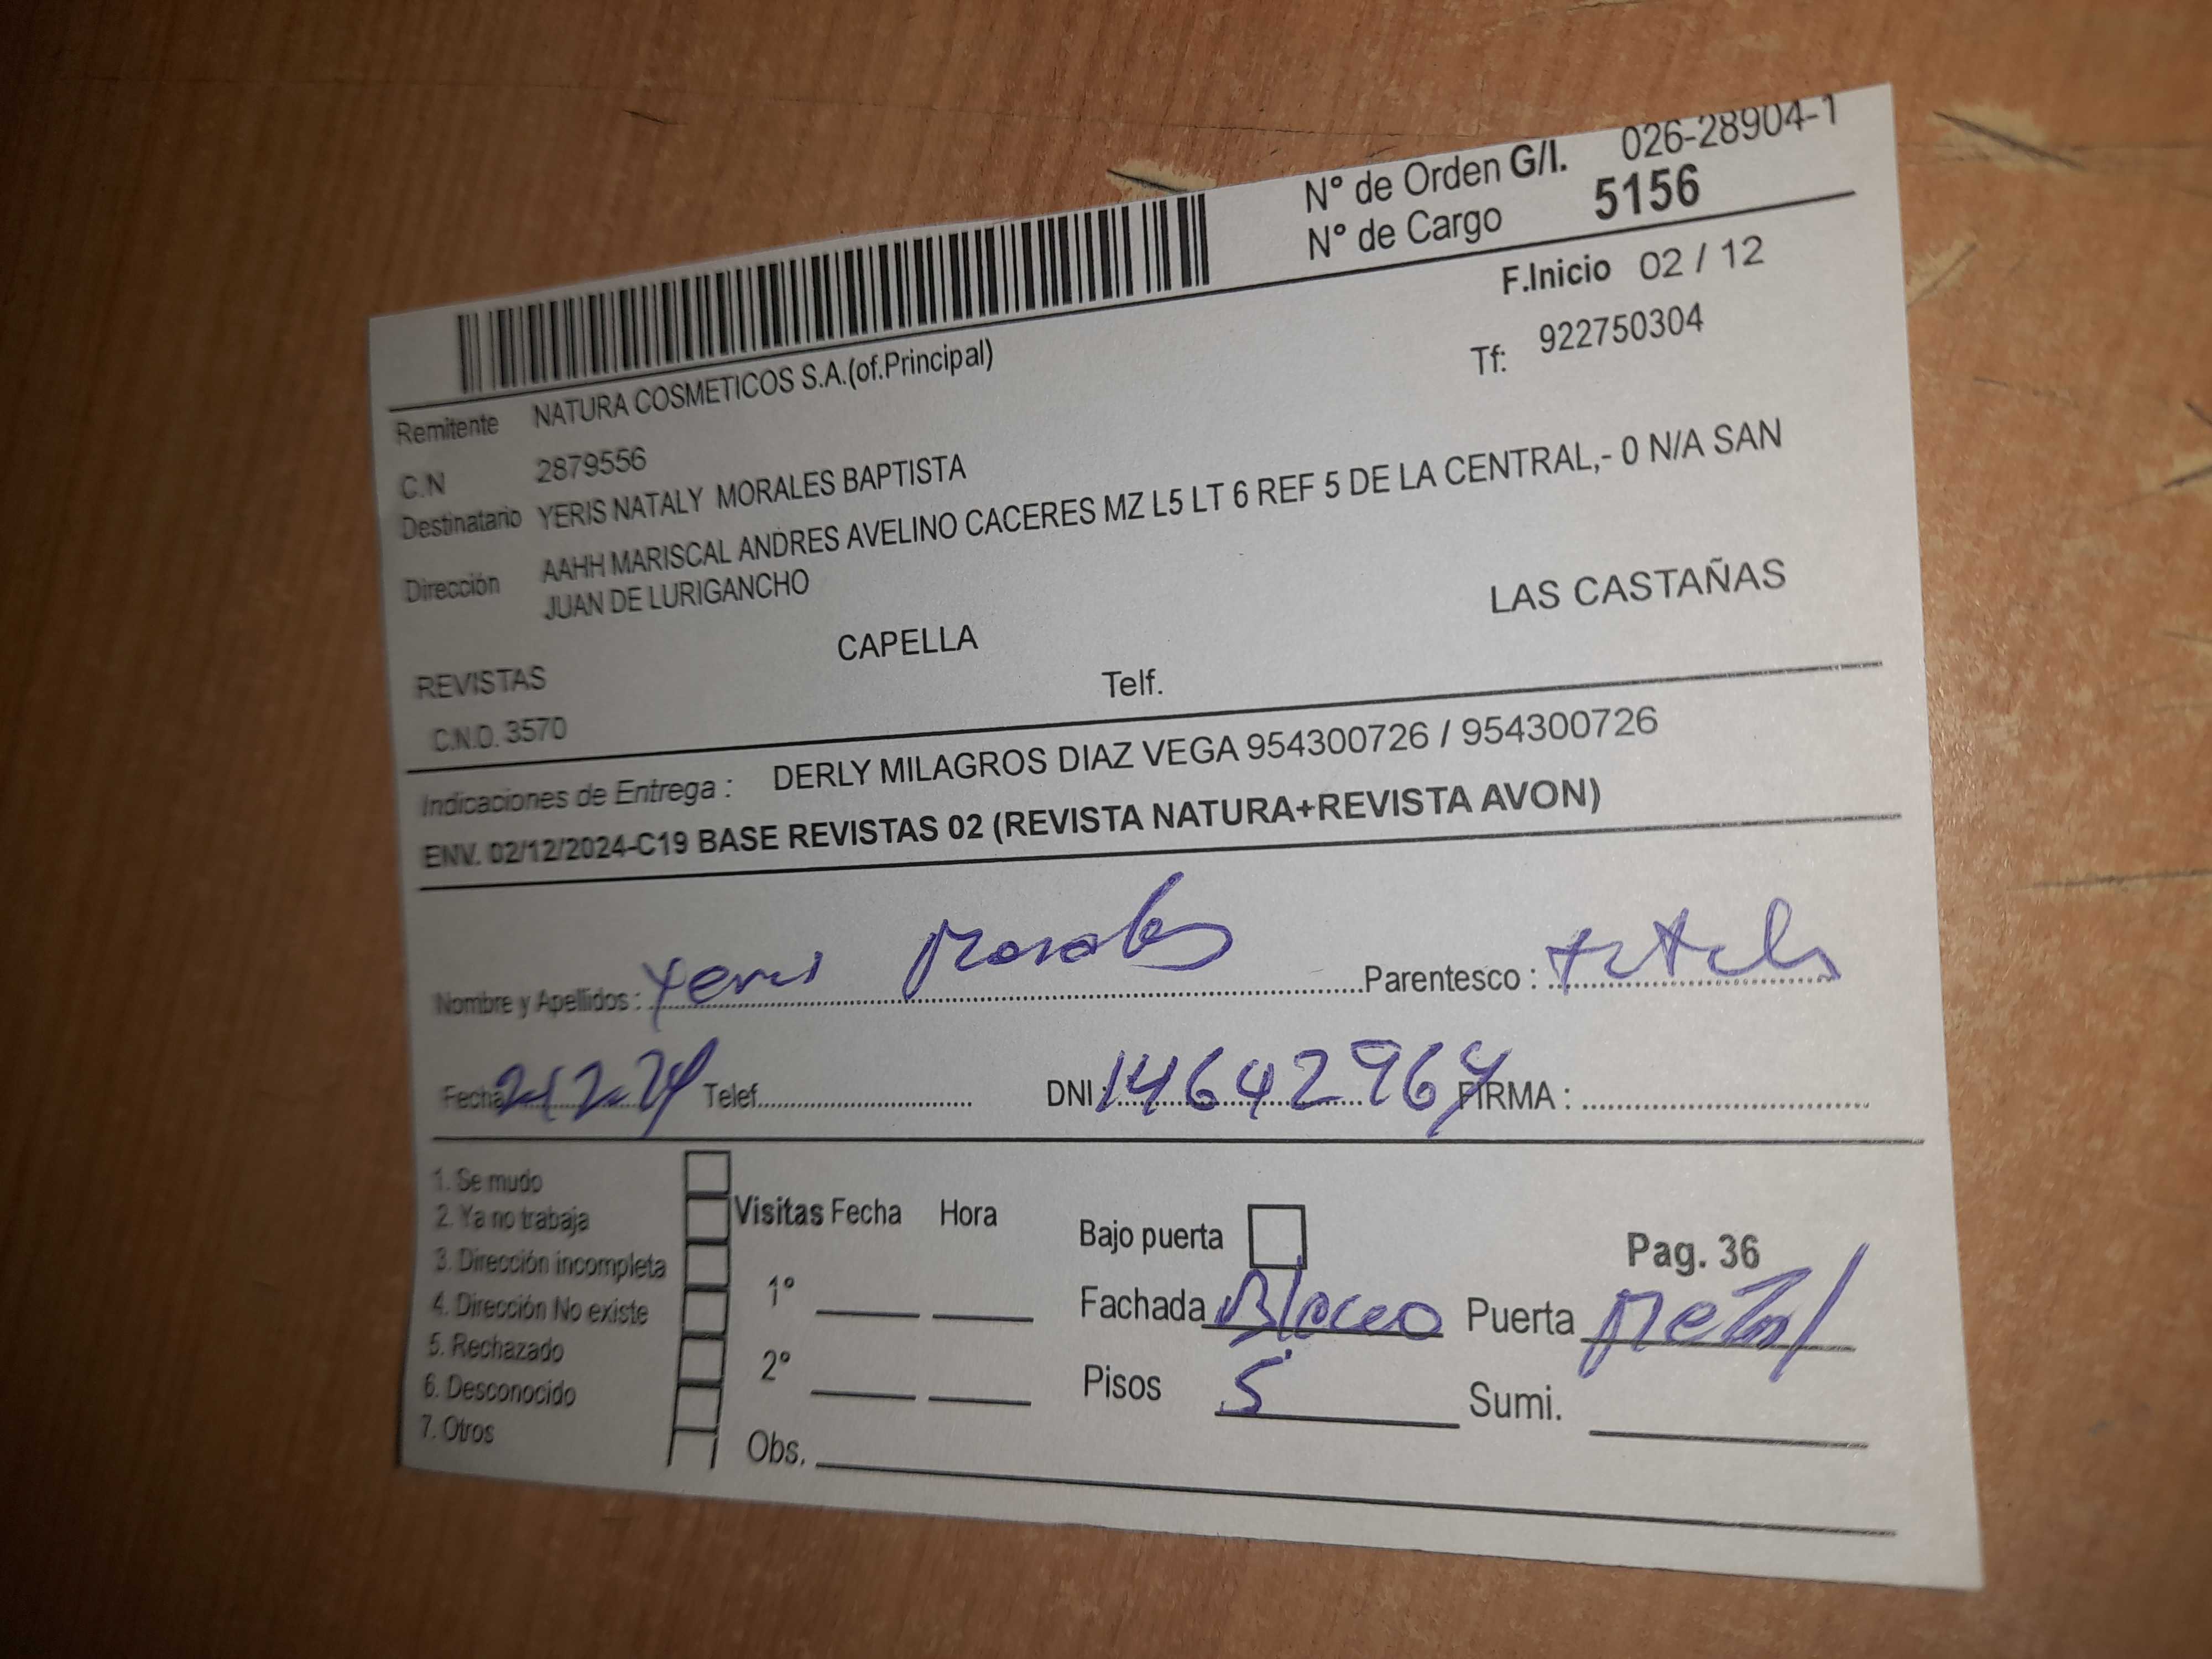 N° de Orden G/I. 026-28904-1
N° de Cargo 5156
F.Inicio 02 / 12
Tf: 922750304
Remitente NATURA COSMETICOS S.A.(of.Principal)
C.N 2879556
Destinatario YERIS NATALY MORALES BAPTISTA
Dirección AAHH MARISCAL ANDRES AVELINO CACERES MZ L5 LT 6 REF 5 DE LA CENTRAL,- 0 N/A SAN
JUAN DE LURIGANCHO
LAS CASTAÑAS
REVISTAS CAPELLA
C.N.O. 3570 Telf.
Indicaciones de Entrega : DERLY MILAGROS DIAZ VEGA 954300726 / 954300726
ENV. 02/12/2024-C19 BASE REVISTAS 02 (REVISTA NATURA+REVISTA AVON)
Nombre y Apellidos : Yeris Morales Parentesco :
Fecha 2-12-24 Telef. DNI : 14642964 FIRMA :
1. Se mudo
2. Ya no trabaja
3. Dirección incompleta
4. Dirección No existe
5. Rechazado
6. Desconocido
7. Otros
Visitas Fecha Hora
1°
2°
Obs.
Bajo puerta
Pag. 36
Fachada Blanco Puerta Metal
Pisos 5 Sumi.